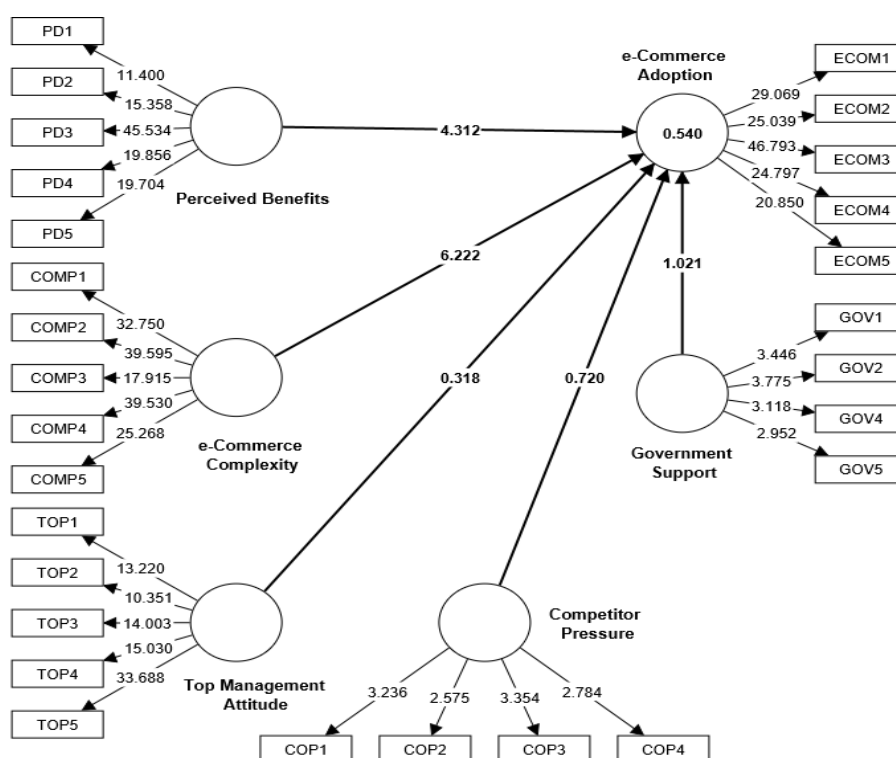 PD1
PD2
PD3
PD4
PD5
11.400
15.358
45.534
19.856
19.704
Perceived Benefits
COMP1
COMP2
COMP3
COMP4
COMP5
32.750
39.595
17.915
39.530
25.268
e-Commerce
Complexity
TOP1
TOP2
TOP3
TOP4
TOP5
13.220
10.351
14.003
15.030
33.688
Top Management
Attitude
4.312
6.222
0.318
0.720
1.021
e-Commerce
Adoption
0.540
29.069
25.039
46.793
24.797
20.850
ECOM1
ECOM2
ECOM3
ECOM4
ECOM5
Government
Support
3.446
3.775
3.118
2.952
GOV1
GOV2
GOV4
GOV5
Competitor
Pressure
3.236
2.575
3.354
2.784
COP1
COP2
COP3
COP4